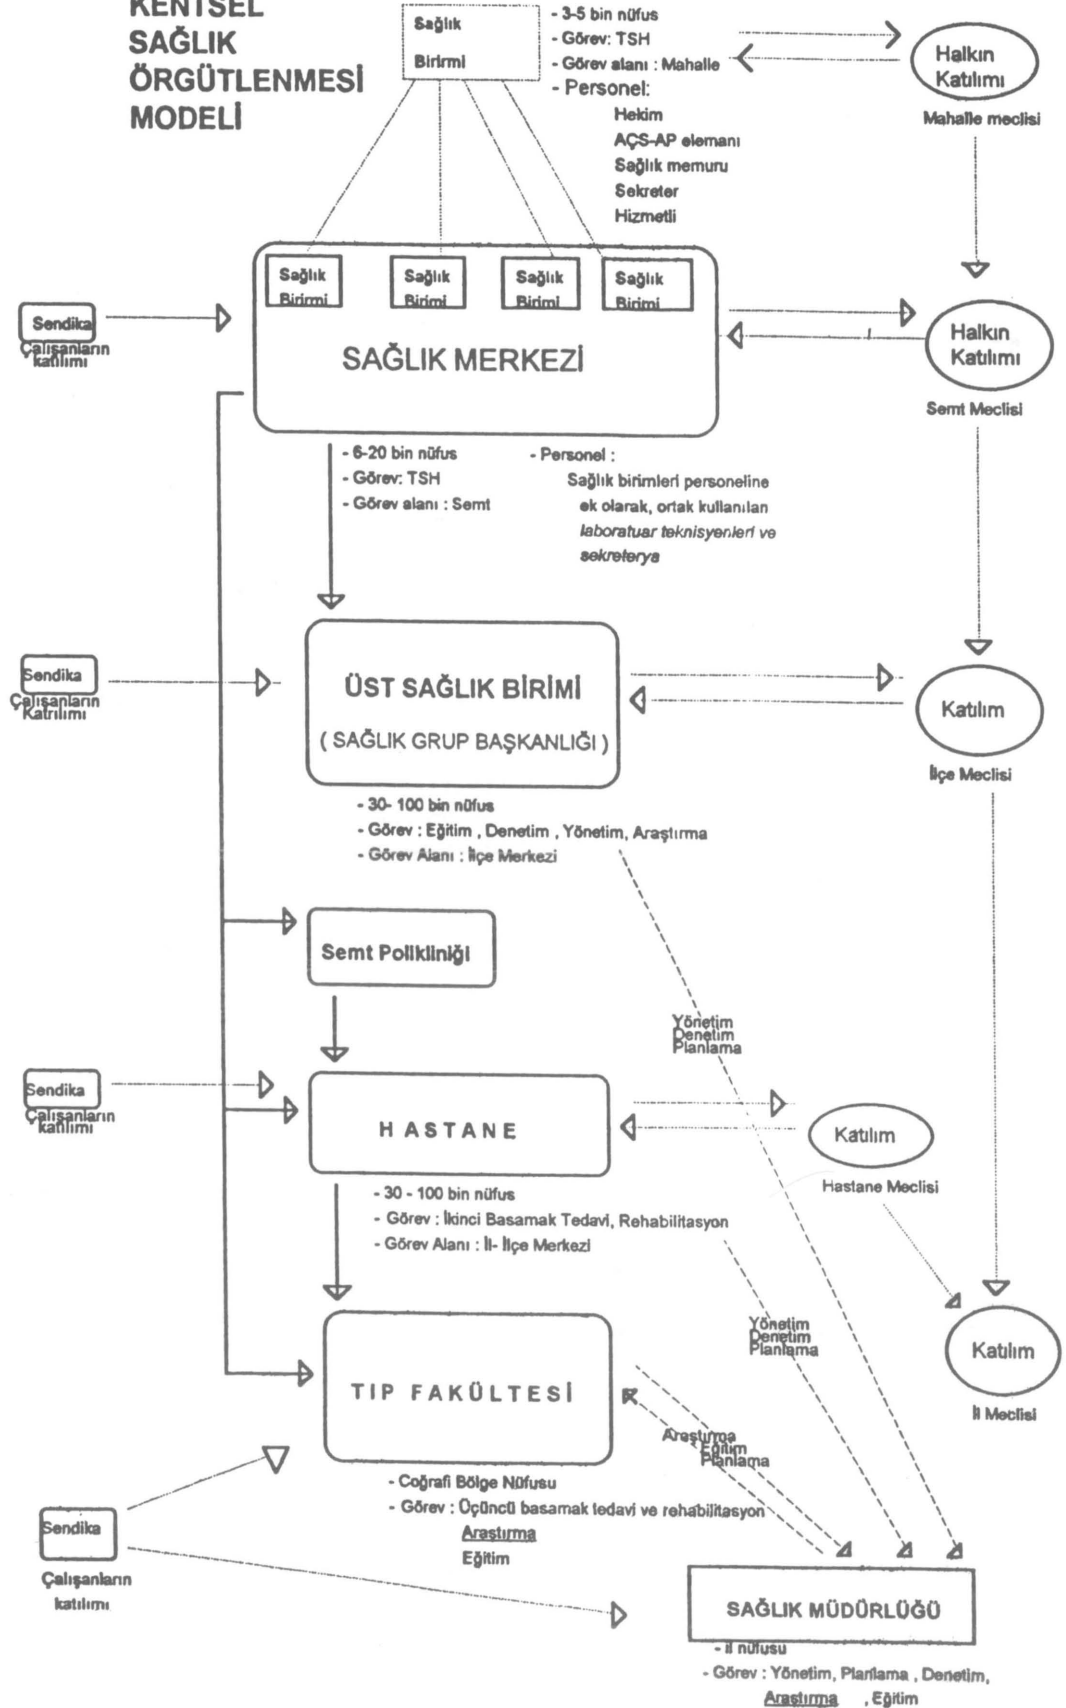 KENTSEL
SAĞLIK
ÖRGÜTLENMESİ
MODELİ
Sağlık
Birirmi
- 3-5 bin nüfus
- Görev: TSH
- Görev alanı : Mahalle
- Personel:
Hekim
AÇS-AP elemanı
Sağlık memuru
Sekreter
Hizmetli
Halkın
Katılımı
Mahalle meclisi
Sağlık
Birirmi
Sağlık
Birimi
Sağlık
Birimi
Sağlık
Birimi
SAĞLIK MERKEZİ
Sendika
Çalışanların
katılımı
Halkın
Katılımı
Semt Meclisi
- 6-20 bin nüfus
- Görev: TSH
- Görev alanı : Semt
- Personel :
Sağlık birimleri personeline
ek olarak, ortak kullanılan
laboratuar teknisyenleri ve
sekreterya
Sendika
Çalışanların
Katrılımı
ÜST SAĞLIK BİRİMİ
( SAĞLIK GRUP BAŞKANLIĞI )
Katılım
İlçe Meclisi
- 30- 100 bin nüfus
- Görev : Eğitim , Denetim , Yönetim, Araştırma
- Görev Alanı : İlçe Merkezi
Semt Polikliniği
Yönetim
Denetim
Planlama
Sendika
Çalışanların
katılımı
HASTANE
Katılım
Hastane Meclisi
- 30 - 100 bin nüfus
- Görev : İkinci Basamak Tedavi, Rehabilitasyon
- Görev Alanı : İl- İlçe Merkezi
Yönetim
Denetim
Planlama
TIP FAKÜLTESİ
Katılım
İl Meclisi
Araştırma
Eğitim
Planlama
- Coğrafi Bölge Nüfusu
- Görev : Üçüncü basamak tedavi ve rehabilitasyon
Araştırma
Eğitim
Sendika
Çalışanların
katılımı
SAĞLIK MÜDÜRLÜĞÜ
- il nüfusu
- Görev : Yönetim, Planlama , Denetim,
Araştırma , Eğitim